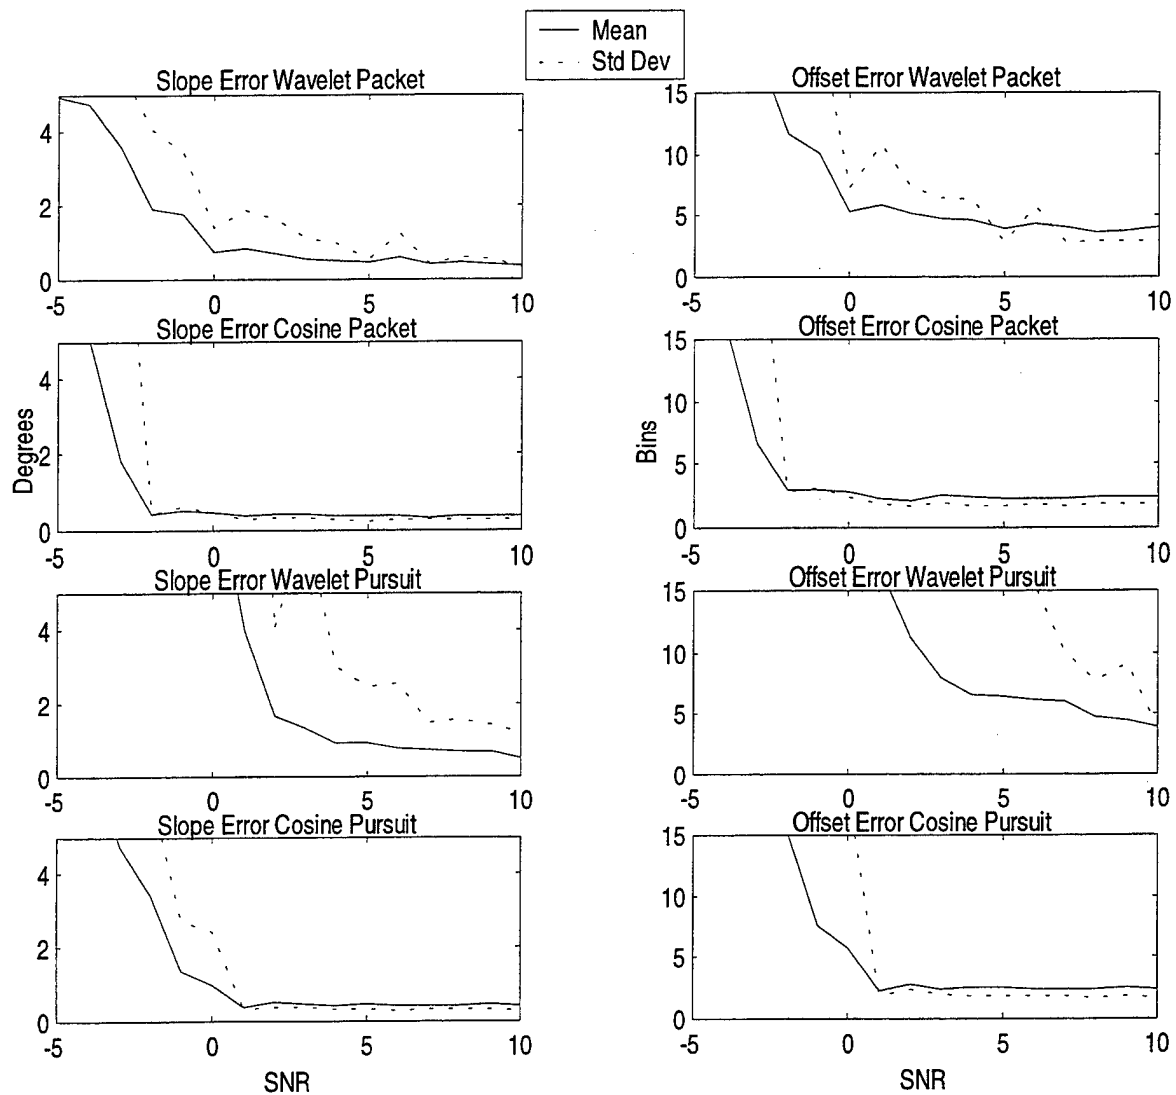 Mean
Std Dev
Slope Error Wavelet Packet
4
2
0
-5 0 5 10
Offset Error Wavelet Packet
15
10
5
0
-5 0 5 10
Slope Error Cosine Packet
4
2
0
-5 0 5 10
Degrees
Offset Error Cosine Packet
15
10
5
0
-5 0 5 10
Bins
Slope Error Wavelet Pursuit
4
2
0
-5 0 5 10
Offset Error Wavelet Pursuit
15
10
5
0
-5 0 5 10
Slope Error Cosine Pursuit
4
2
0
-5 0 5 10
SNR
Offset Error Cosine Pursuit
15
10
5
0
-5 0 5 10
SNR